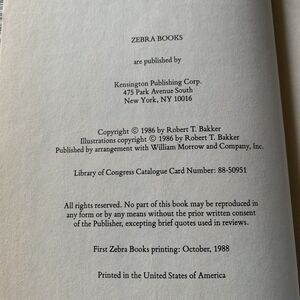 ZEBRA BOOKS
are published by
Kensington Publishing Corp.
475 Park Avenue South
New York, NY 10016
Copyright © 1986 by Robert T. Bakker
Illustrations copyright © 1986 by Robert T. Bakker
Published by arrangement with William Morrow and Company, Inc.
Library of Congress Catalogue Card Number: 88-50951
All rights reserved. No part of this book may be reproduced in
any form or by any means without the prior written consent
of the Publisher, excepting brief quotes used in reviews.
First Zebra Books printing: October, 1988
Printed in the United States of America